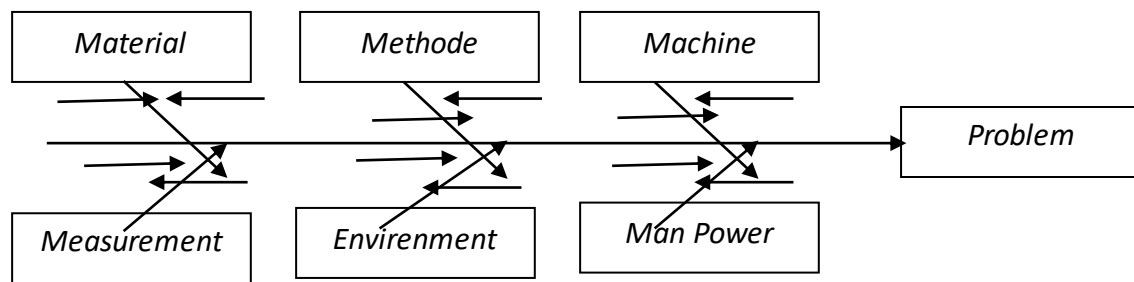 Material
Methode
Machine
Problem
Measurement
Envirenment
Man Power